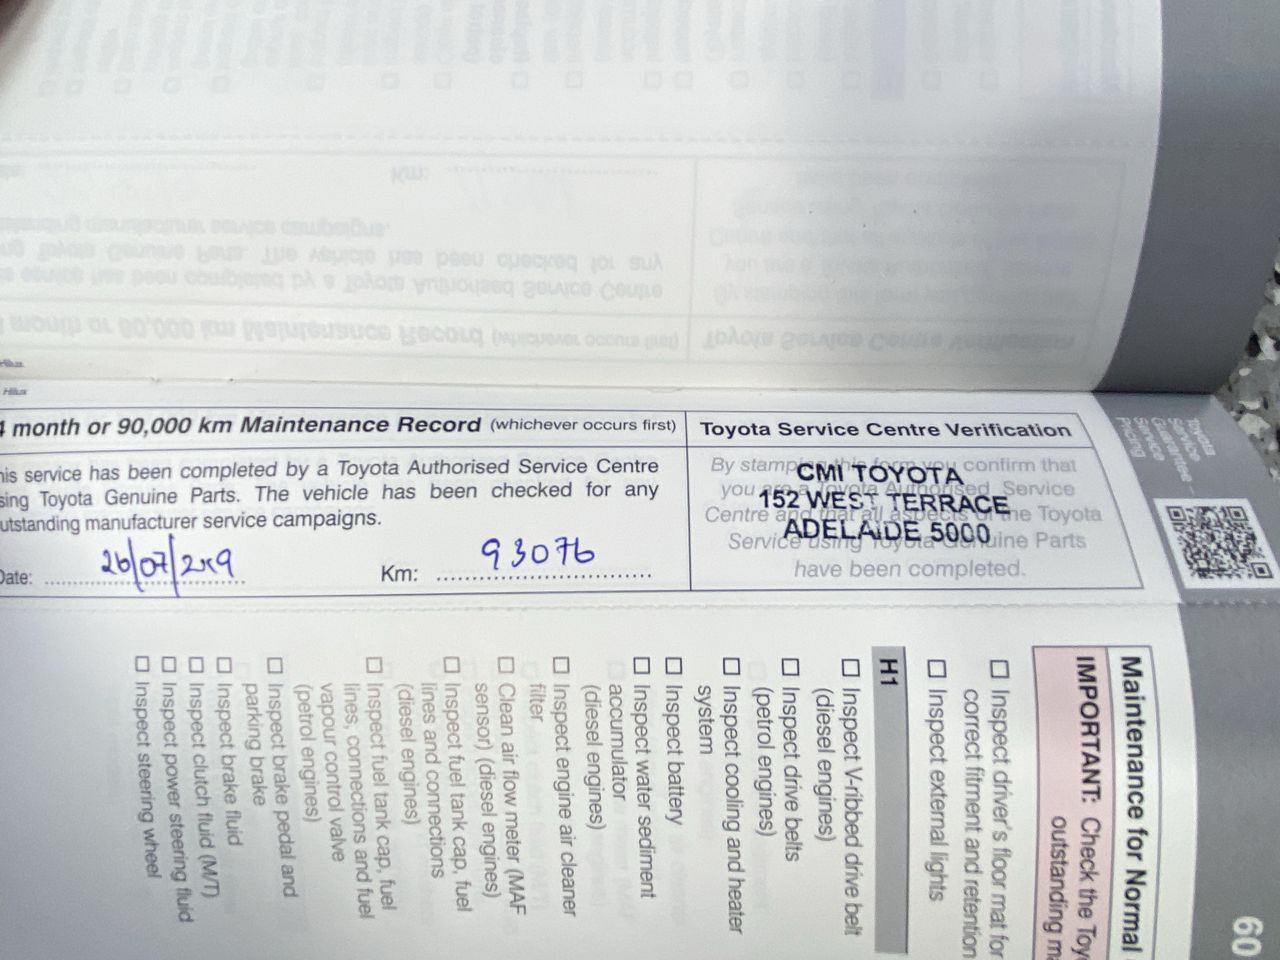 Hilux
month or 90,000 km Maintenance Record (whichever occurs first)
service has been completed by a Toyota Authorised Service Centre
Toyota Genuine Parts. The vehicle has been checked for any
manufacturer service campaigns.
Date: 26/07/2019
Km: 93076
Toyota Service Centre Verification
By stamping this form you confirm that
you are a Toyota Authorised Service
Centre and that all aspects of the Toyota
Service using Toyota Genuine Parts
have been completed.
CMI TOYOTA
152 WEST TERRACE
ADELAIDE 5000
Toyota
Service
Guarantee –
Service
Pricing
60
Maintenance for Normal
IMPORTANT: Check the
outstanding
☐ Inspect driver's floor mat for
correct fitment and retention
☐ Inspect external lights
H1
☐ Inspect V-ribbed drive belt
(diesel engines)
☐ Inspect drive belts
(petrol engines)
☐ Inspect cooling and heater
system
☐ Inspect battery
☐ Inspect water sediment
accumulator
(diesel engines)
☐ Inspect engine air cleaner
filter
☐ Clean air flow meter (MAF
sensor) (diesel engines)
☐ Inspect fuel tank cap, fuel
lines and connections
(diesel engines)
☐ Inspect fuel tank cap, fuel
lines, connections and fuel
vapour control valve
(petrol engines)
☐ Inspect brake pedal and
parking brake
☐ Inspect brake fluid
☐ Inspect clutch fluid (M/T)
☐ Inspect power steering fluid
☐ Inspect steering wheel